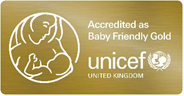 Accredited as
Baby Friendly Gold
unicef
UNITED KINGDOM